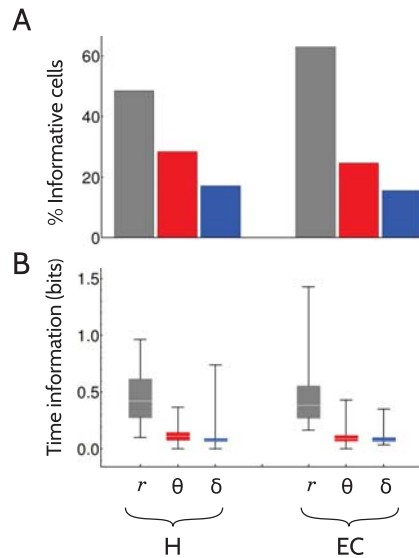 A
% Informative cells
60
40
20
0
B
Time information (bits)
1.5
1.0
0.5
0.0
r θ δ r θ δ
H EC